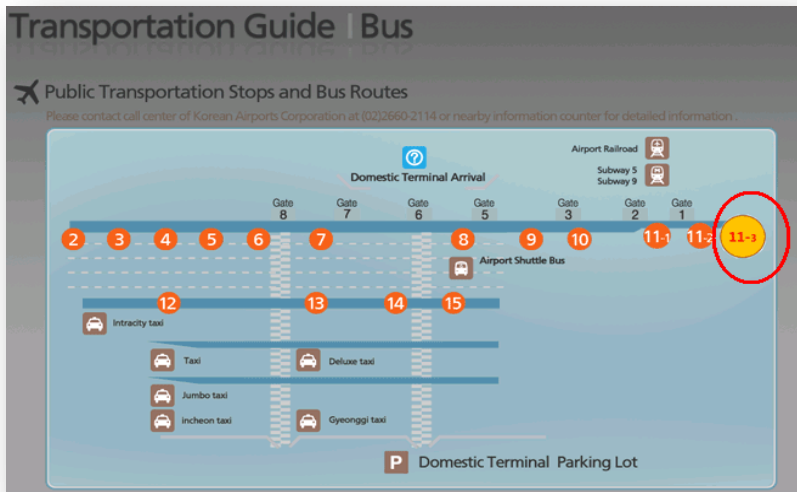 Transportation Guide | Bus
Public Transportation Stops and Bus Routes
Please contact call center of Korean Airports Corporation at (02)2660-2114 or nearby information counter for detailed information .
Airport Railroad
Domestic Terminal Arrival
Subway 5
Subway 9
Gate 8
Gate 7
Gate 6
Gate 5
Gate 3
Gate 2
Gate 1
2 3 4 5 6 7 8 9 10 11-1 11-2 11-3
Airport Shuttle Bus
12 13 14 15
Intracity taxi
Taxi
Deluxe taxi
Jumbo taxi
incheon taxi
Gyeonggi taxi
P Domestic Terminal Parking Lot